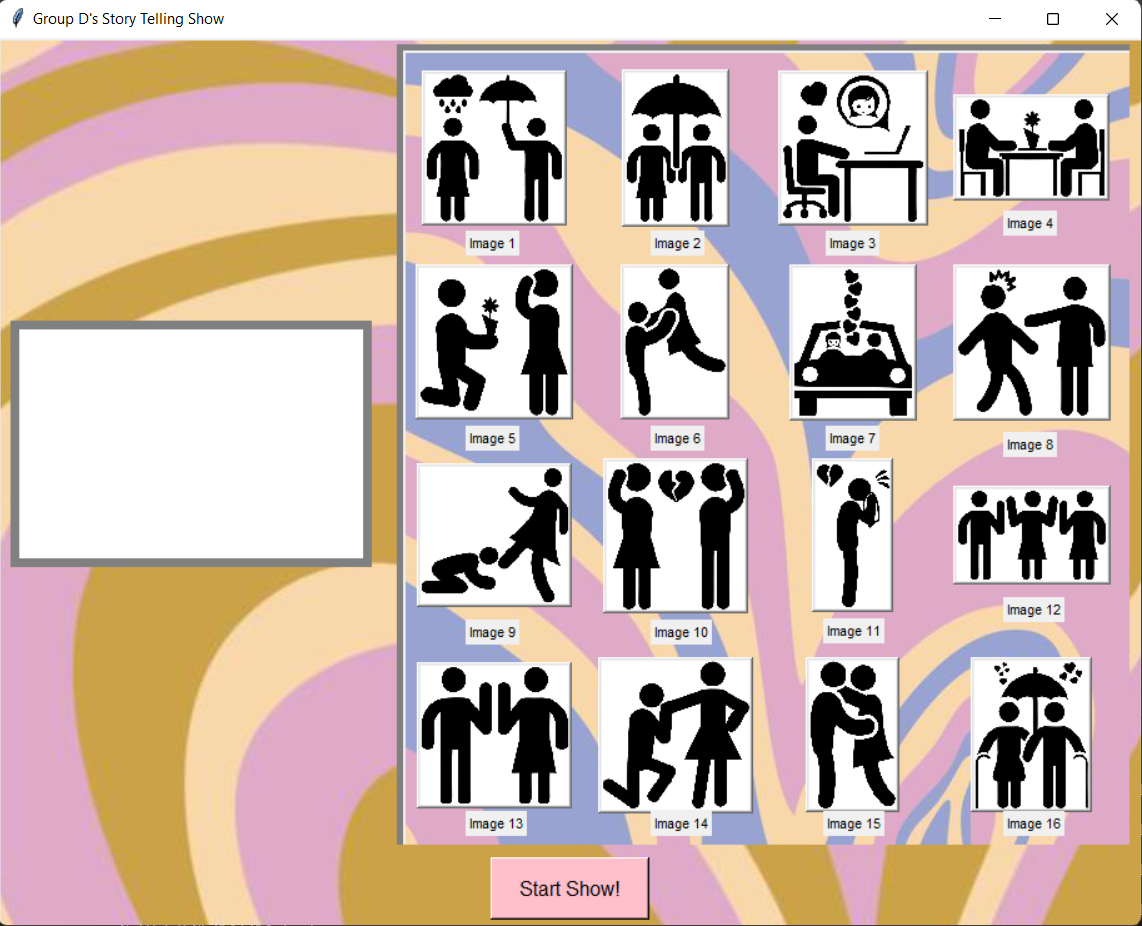 Group D's Story Telling Show
Image 1
Image 2
Image 3
Image 4
Image 5
Image 6
Image 7
Image 8
Image 9
Image 10
Image 11
Image 12
Image 13
Image 14
Image 15
Image 16
Start Show!